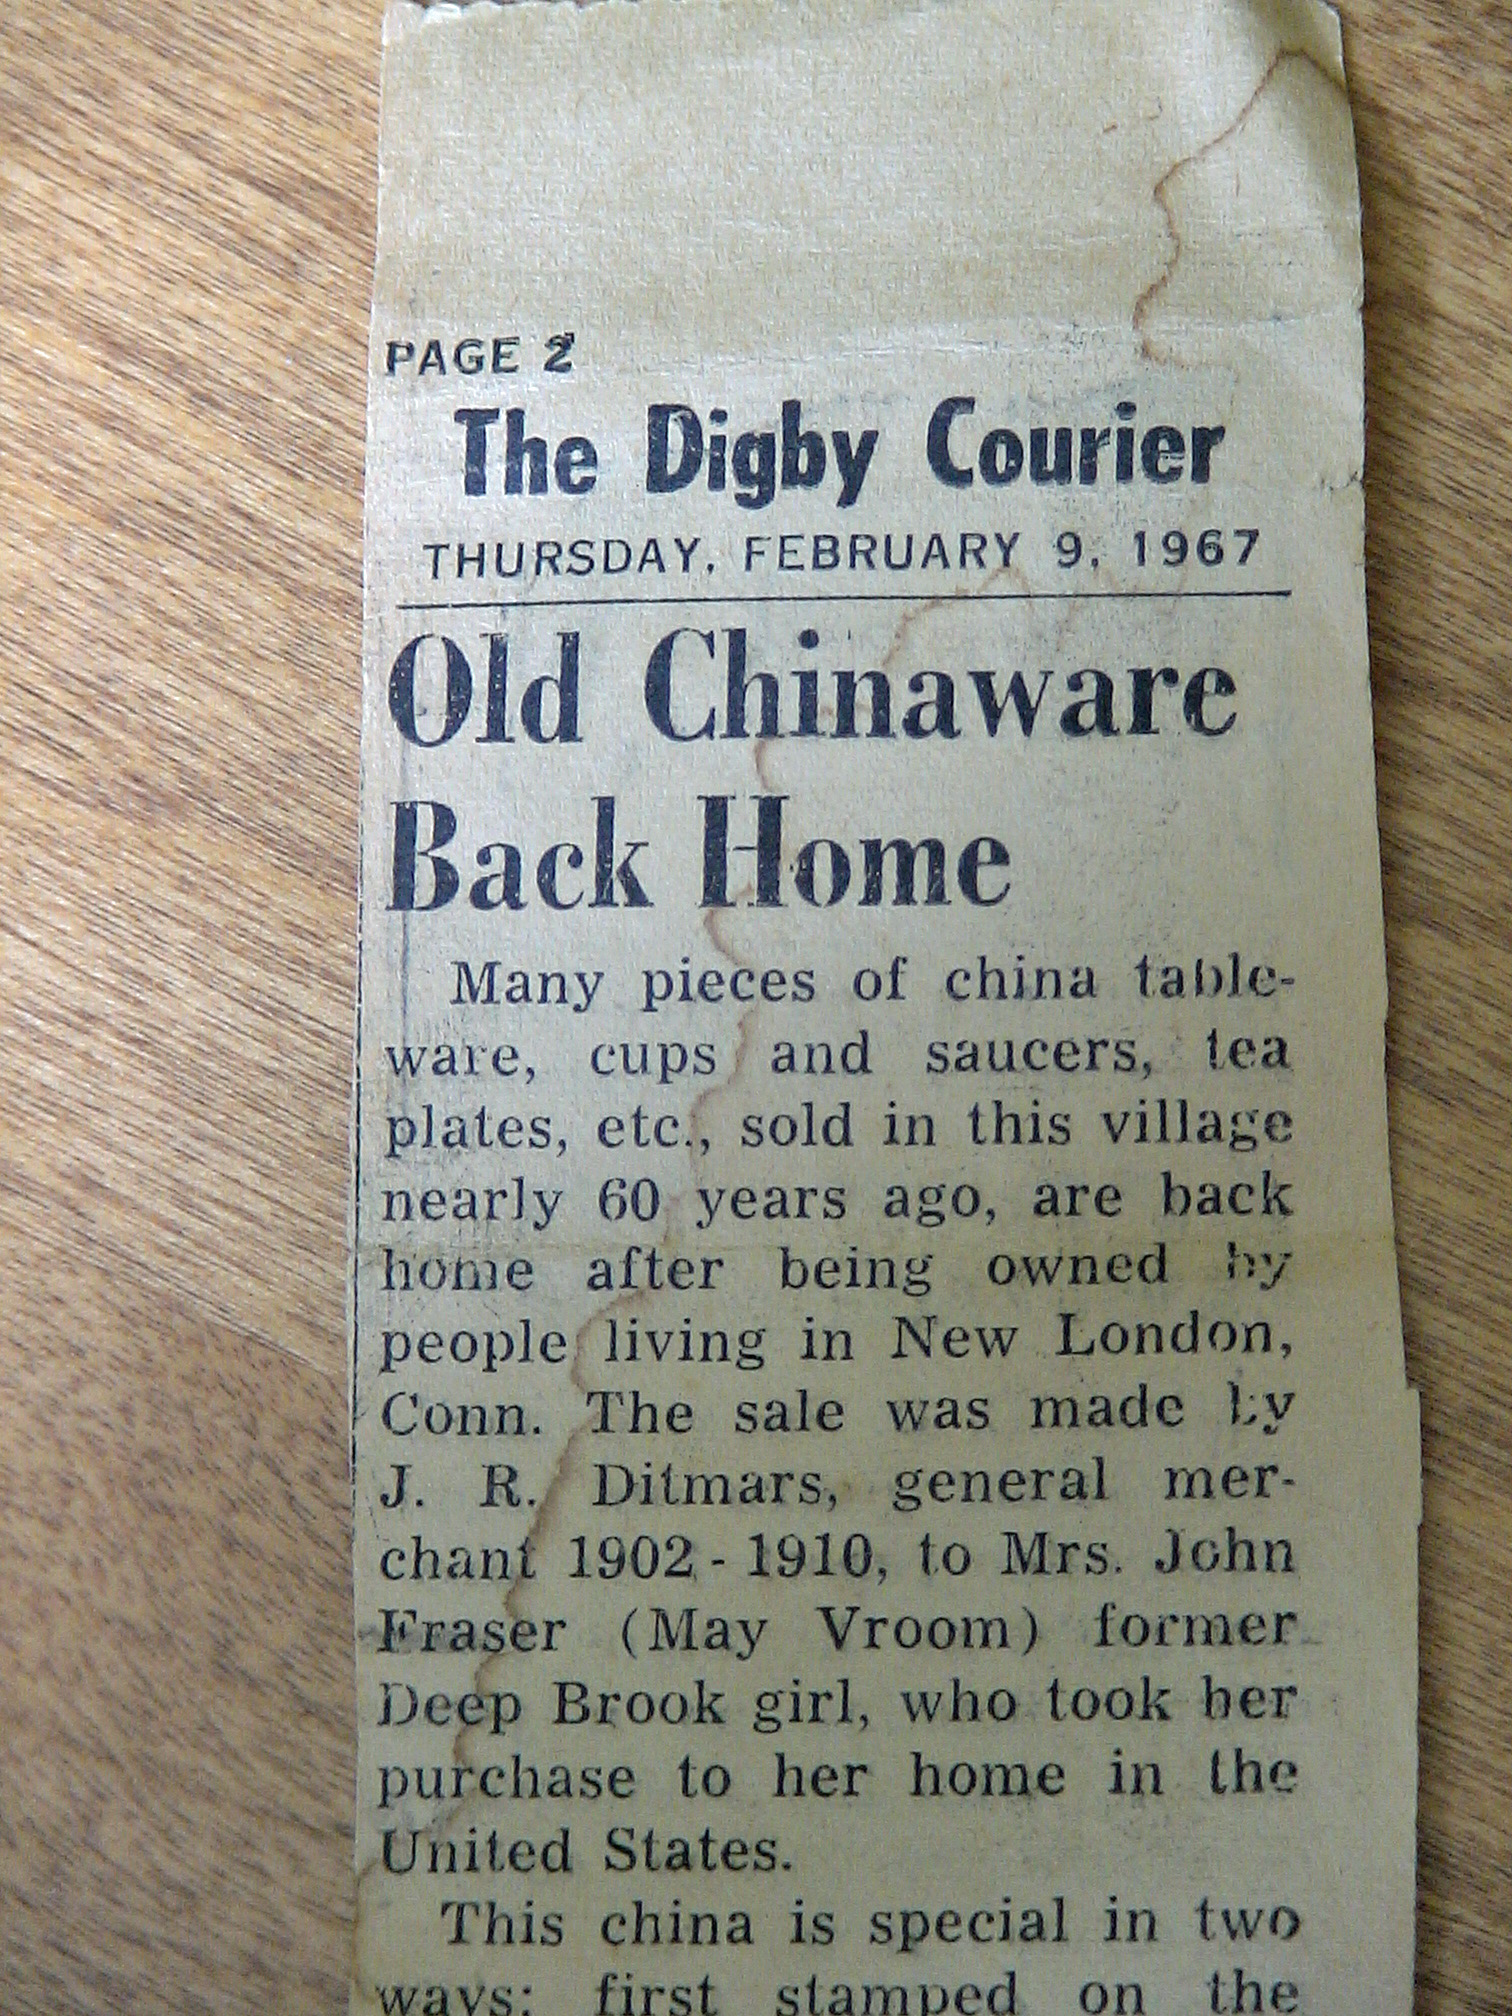 PAGE 2
The Digby Courier
THURSDAY, FEBRUARY 9, 1967
Old Chinaware
Back Home
Many pieces of china table-
ware, cups and saucers, tea
plates, etc., sold in this village
nearly 60 years ago, are back
home after being owned by
people living in New London,
Conn. The sale was made by
J. R. Ditmars, general mer-
chant 1902 - 1910, to Mrs. John
Fraser (May Vroom) former
Deep Brook girl, who took her
purchase to her home in the
United States.
This china is special in two
ways: first stamped on the